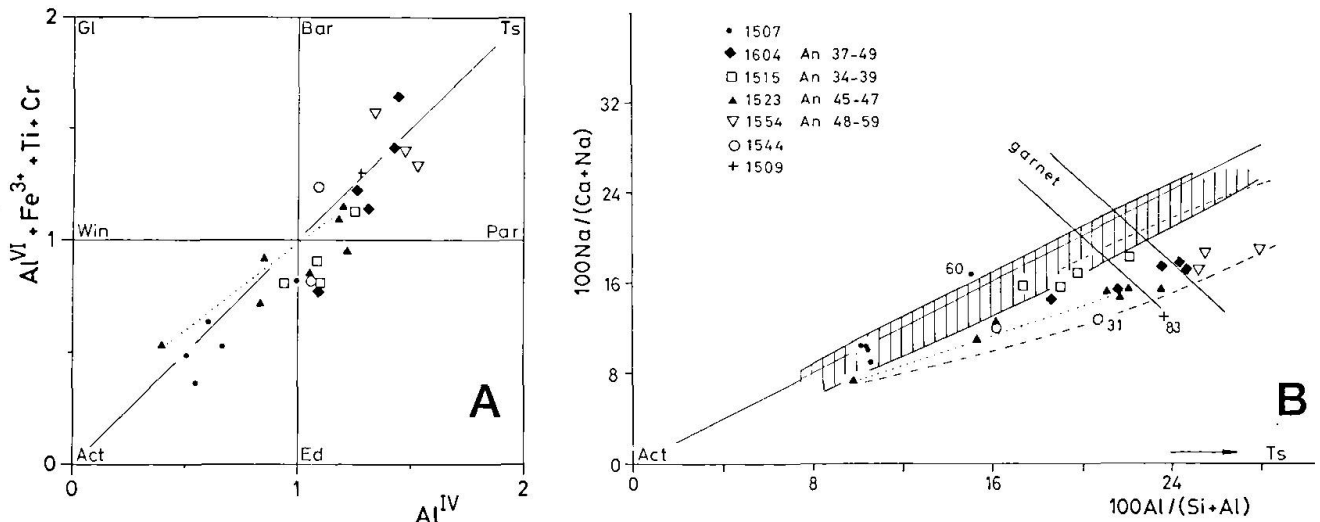 2
Gl
Bar
Ts
Al^VI + Fe^3+ + Ti + Cr
1
Win
Par
A
Act
Ed
0
0
1
2
Al^IV
• 1507
◆ 1604 An 37-49
□ 1515 An 34-39
▲ 1523 An 45-47
▽ 1554 An 48-59
○ 1544
+ 1509
100Na/(Ca+Na)
32
24
16
8
0
garnet
60
31
83
B
Act
Ts
0
8
16
24
100Al/(Si+Al)